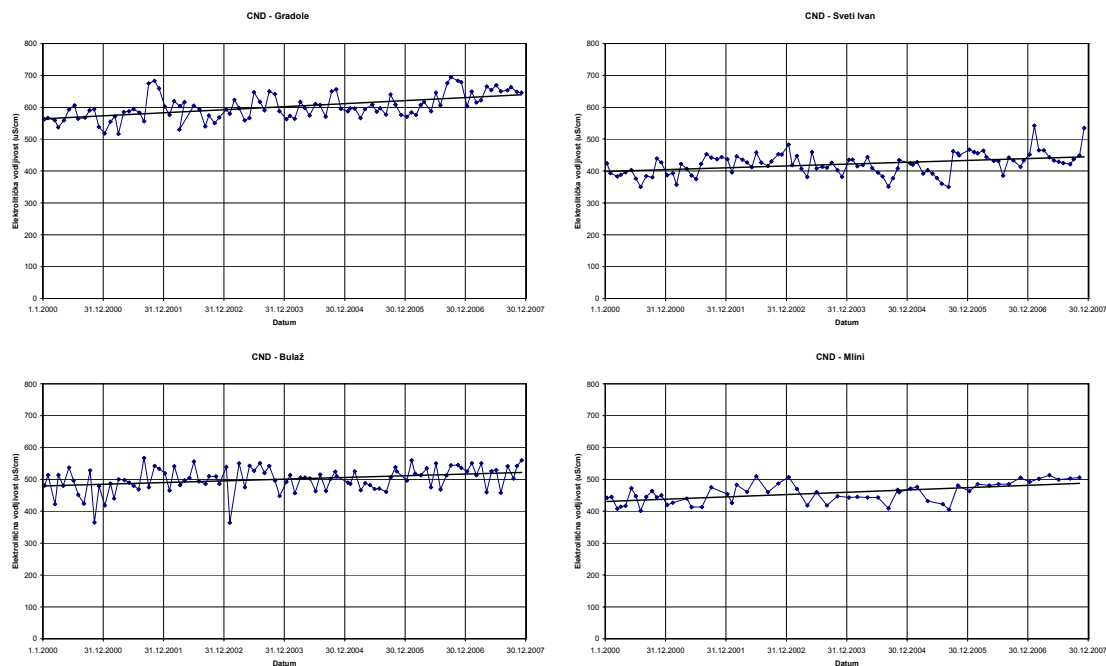 CND - Gradole
Elektrolitička vodljivost (uS/cm)
800
700
600
500
400
300
200
100
0
1.1.2000 31.12.2000 31.12.2001 31.12.2002 31.12.2003 30.12.2004 30.12.2005 30.12.2006 30.12.2007
Datum
CND - Sveti Ivan
Elektrolitička vodljivost (uS/cm)
800
700
600
500
400
300
200
100
0
1.1.2000 31.12.2000 31.12.2001 31.12.2002 31.12.2003 30.12.2004 30.12.2005 30.12.2006 30.12.2007
Datum
CND - Bulaž
Elektrolitična vodljivost (uS/cm)
800
700
600
500
400
300
200
100
0
1.1.2000 31.12.2000 31.12.2001 31.12.2002 31.12.2003 30.12.2004 30.12.2005 30.12.2006 30.12.2007
Datum
CND - Mlini
Elektrolitična vodljivost (uS/cm)
800
700
600
500
400
300
200
100
0
1.1.2000 31.12.2000 31.12.2001 31.12.2002 31.12.2003 30.12.2004 30.12.2005 30.12.2006 30.12.2007
Datum